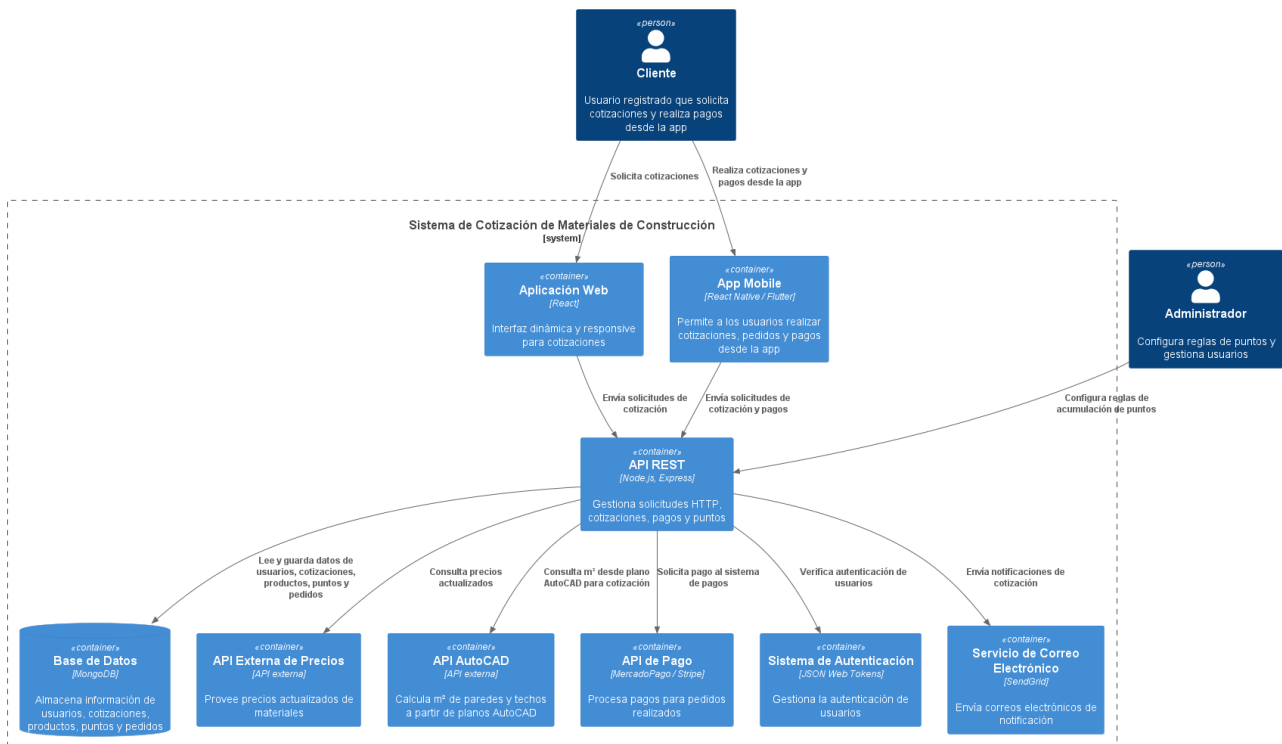 «person»
Cliente
Usuario registrado que solicita
cotizaciones y realiza pagos
desde la app
Solicita cotizaciones
Realiza cotizaciones y
pagos desde la app
Sistema de Cotización de Materiales de Construcción
[system]
«container»
Aplicación Web
[React]
Interfaz dinámica y responsive
para cotizaciones
«container»
App Mobile
[React Native / Flutter]
Permite a los usuarios realizar
cotizaciones, pedidos y pagos
desde la app
«person»
Administrador
Configura reglas de puntos y
gestiona usuarios
Envía solicitudes de
cotización
Envía solicitudes de
cotización y pagos
Configura reglas de
acumulación de puntos
«container»
API REST
[Node.js, Express]
Gestiona solicitudes HTTP,
cotizaciones, pagos y puntos
Lee y guarda datos de
usuarios, cotizaciones,
productos, puntos y
pedidos
Consulta precios
actualizados
Consulta m² desde plano
AutoCAD para cotización
Solicita pago al sistema
de pagos
Verifica autenticación de
usuarios
Envía notificaciones de
cotización
«container»
Base de Datos
[MongoDB]
Almacena información de
usuarios, cotizaciones,
productos, puntos y pedidos
«container»
API Externa de Precios
[API externa]
Provee precios actualizados de
materiales
«container»
API AutoCAD
[API externa]
Calcula m² de paredes y techos
a partir de planos AutoCAD
«container»
API de Pago
[MercadoPago / Stripe]
Procesa pagos para pedidos
realizados
«container»
Sistema de Autenticación
[JSON Web Tokens]
Gestiona la autenticación de
usuarios
«container»
Servicio de Correo
Electrónico
[SendGrid]
Envía correos electrónicos de
notificación